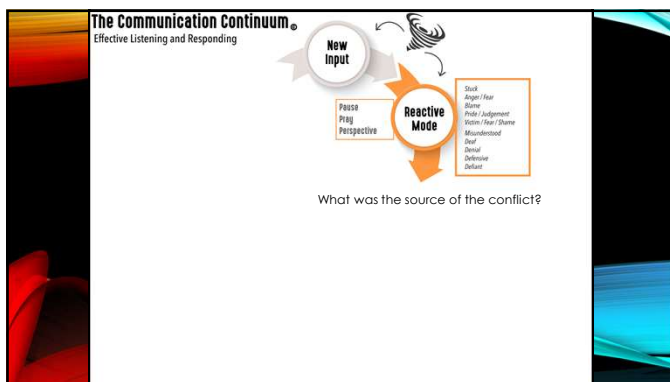 The Communication Continuum
Effective Listening and Responding
New
Input
Pause
Pray
Perspective
Reactive
Mode
Stuck
Anger / Fear
Blame
Pride / Judgement
Victim / Fear / Shame
Misunderstood
Deaf
Denial
Defensive
Defiant
What was the source of the conflict?